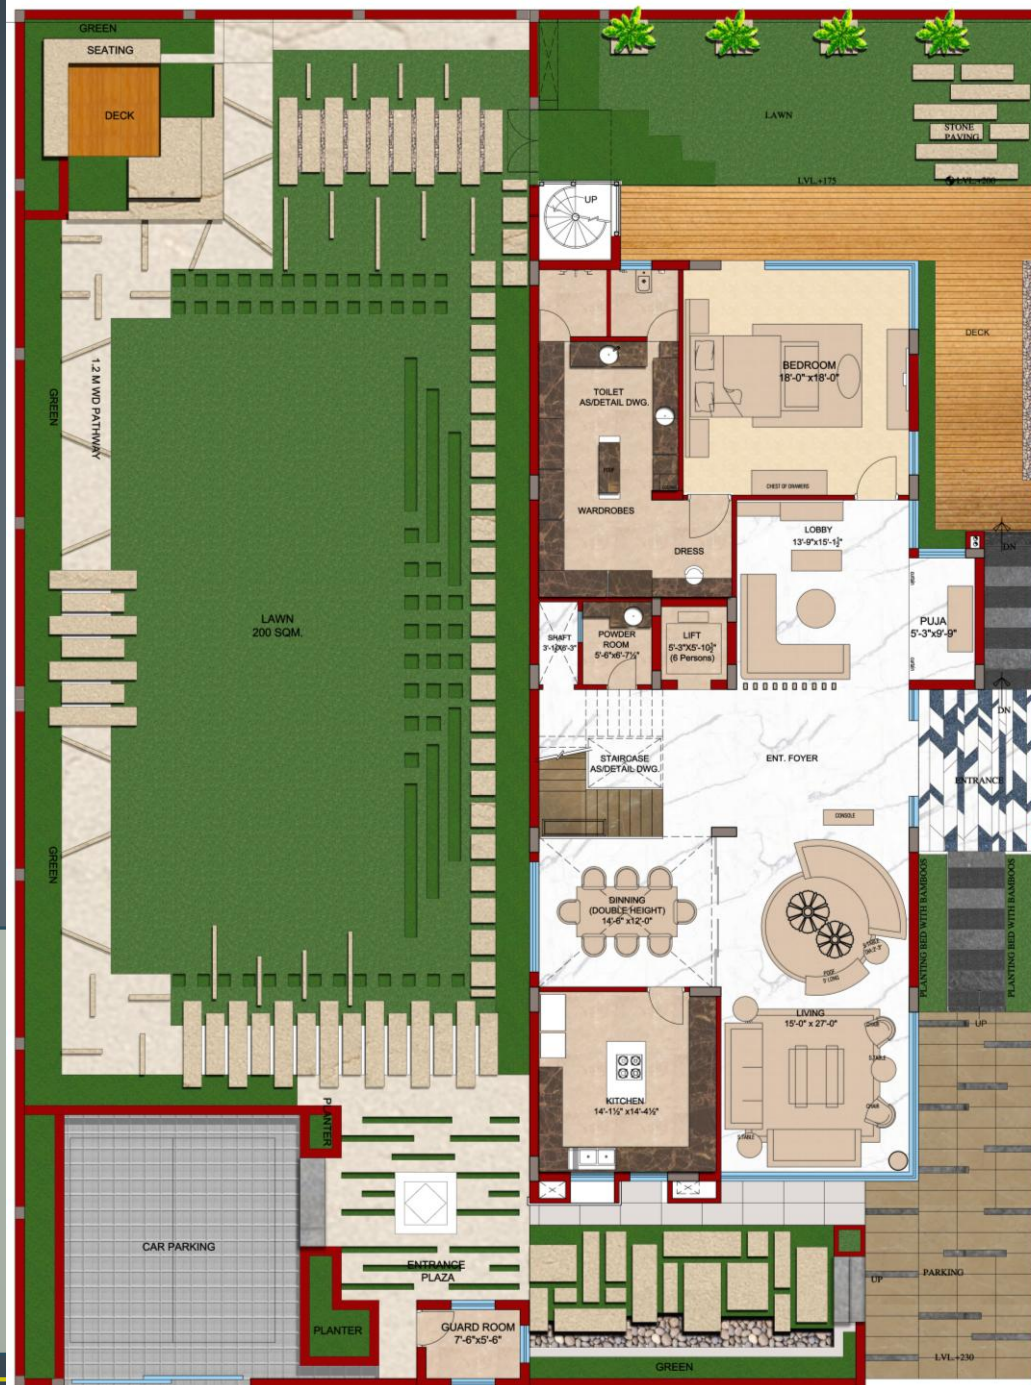 GREEN
SEATING
DECK
LAWN
STONE
PAVING
LVL.+175
LVL.+200
UP
1.2 M WD PATHWAY
GREEN
TOILET
AS/DETAIL DWG.
BEDROOM
18'-0" x18'-0"
DECK
CHEST OF DRAWERS
WARDROBES
DRESS
LOBBY
13'-9"x15'-1½"
DN
LAWN
200 SQM.
SHAFT
POWDER
ROOM
5'-6"x6'-7½"
LIFT
5'-3"X5'-10½"
(6 Persons)
PUJA
5'-3"x9'-9"
DN
STAIRCASE
AS/DETAIL DWG.
ENT. FOYER
ENTRANCE
CONSOLE
GREEN
DINNING
(DOUBLE HEIGHT)
14'-6" x12'-0"
PLANTING BED WITH BAMBOOS
PLANTING BED WITH BAMBOOS
LIVING
15'-0" x 27'-0"
CHAIR
S.TABLE
CHAIR
S.TABLE
UP
KITCHEN
14'-1½" x14'-4½"
PLANTER
CAR PARKING
ENTRANCE
PLAZA
UP
PARKING
PLANTER
GUARD ROOM
7'-6"x5'-6"
GREEN
LVL.+230